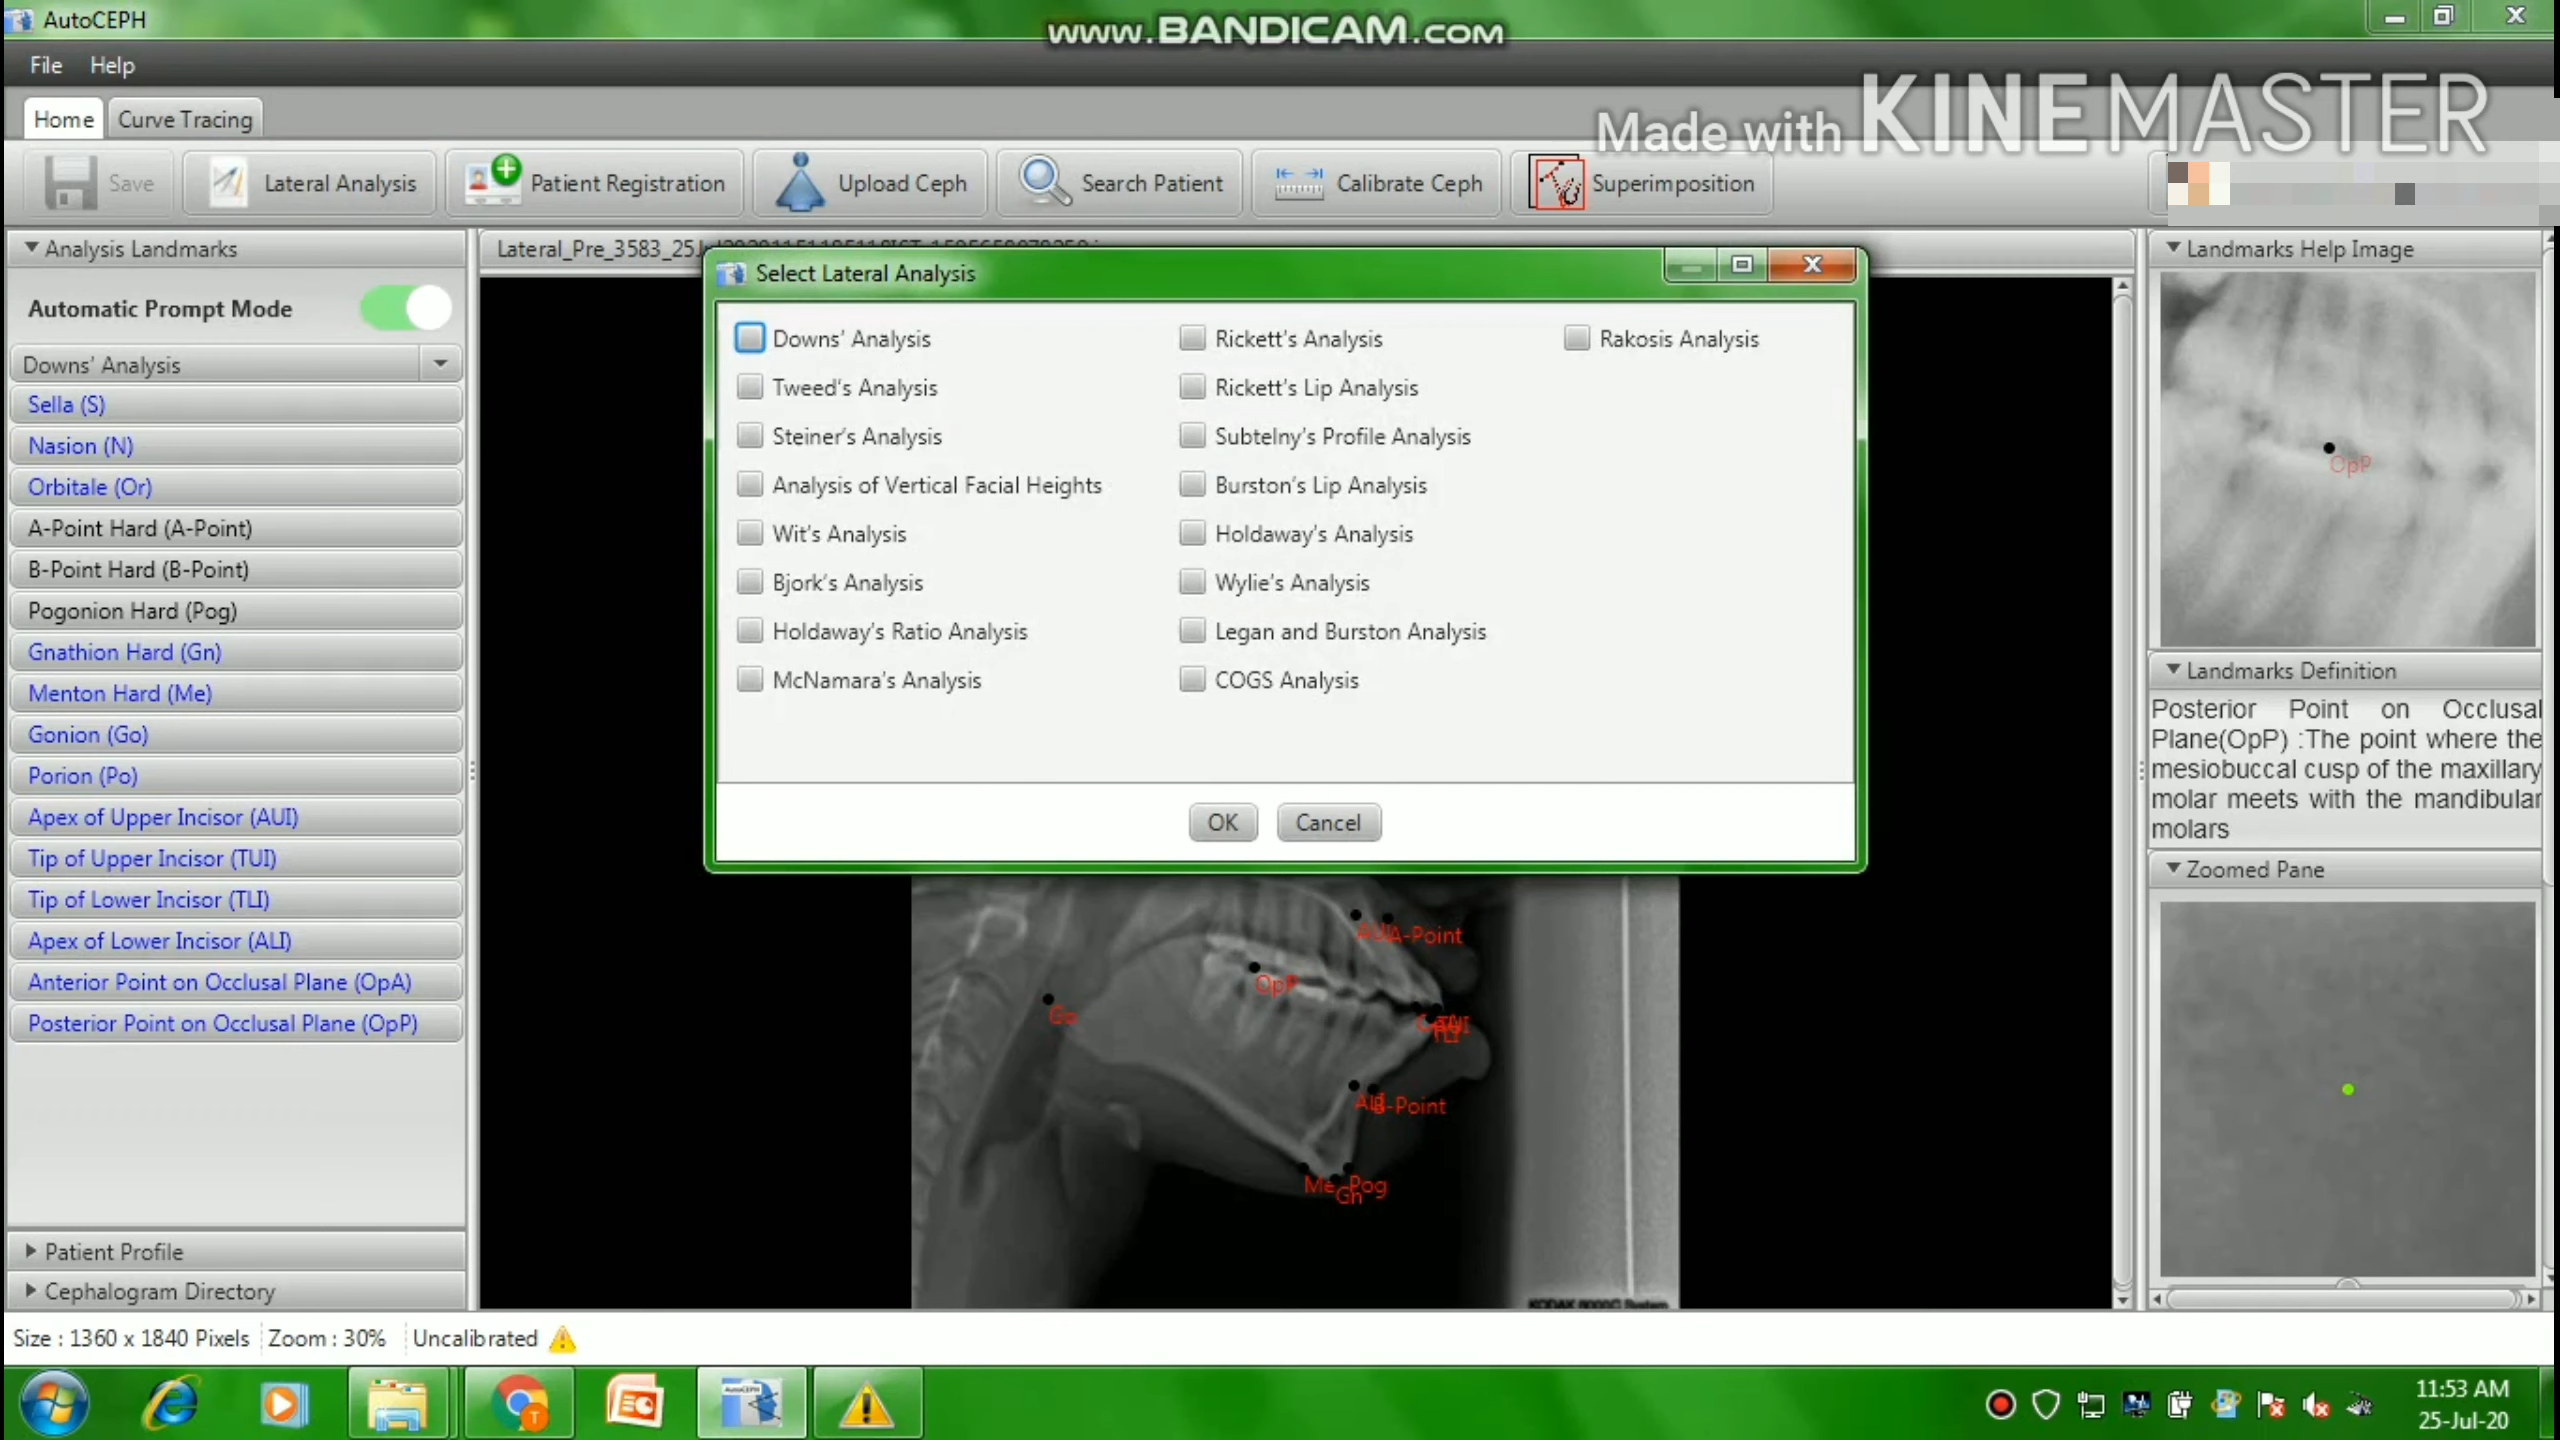 AutoCEPH
www.BANDICAM.com
File Help
Made with KINEMASTER
Home Curve Tracing
Save Lateral Analysis Patient Registration Upload Ceph Search Patient Calibrate Ceph Superimposition
Analysis Landmarks
Automatic Prompt Mode
Downs' Analysis
Sella (S)
Nasion (N)
Orbitale (Or)
A-Point Hard (A-Point)
B-Point Hard (B-Point)
Pogonion Hard (Pog)
Gnathion Hard (Gn)
Menton Hard (Me)
Gonion (Go)
Porion (Po)
Apex of Upper Incisor (AUI)
Tip of Upper Incisor (TUI)
Tip of Lower Incisor (TLI)
Apex of Lower Incisor (ALI)
Anterior Point on Occlusal Plane (OpA)
Posterior Point on Occlusal Plane (OpP)
Patient Profile
Cephalogram Directory
Select Lateral Analysis
Downs' Analysis
Tweed's Analysis
Steiner's Analysis
Analysis of Vertical Facial Heights
Wit's Analysis
Bjork's Analysis
Holdaway's Ratio Analysis
McNamara's Analysis
Rickett's Analysis
Rickett's Lip Analysis
Subtelny's Profile Analysis
Burston's Lip Analysis
Holdaway's Analysis
Wylie's Analysis
Legan and Burston Analysis
COGS Analysis
Rakosis Analysis
OK Cancel
AUI A-Point
OpP
Go
TUI
TLI
ALI B-Point
Me Pog
Gn
Landmarks Help Image
OpP
Landmarks Definition
Posterior Point on Occlusal
Plane(OpP) :The point where the
mesiobuccal cusp of the maxillary
molar meets with the mandibular
molars
Zoomed Pane
Size : 1360 x 1840 Pixels Zoom : 30% Uncalibrated
11:53 AM
25-Jul-20